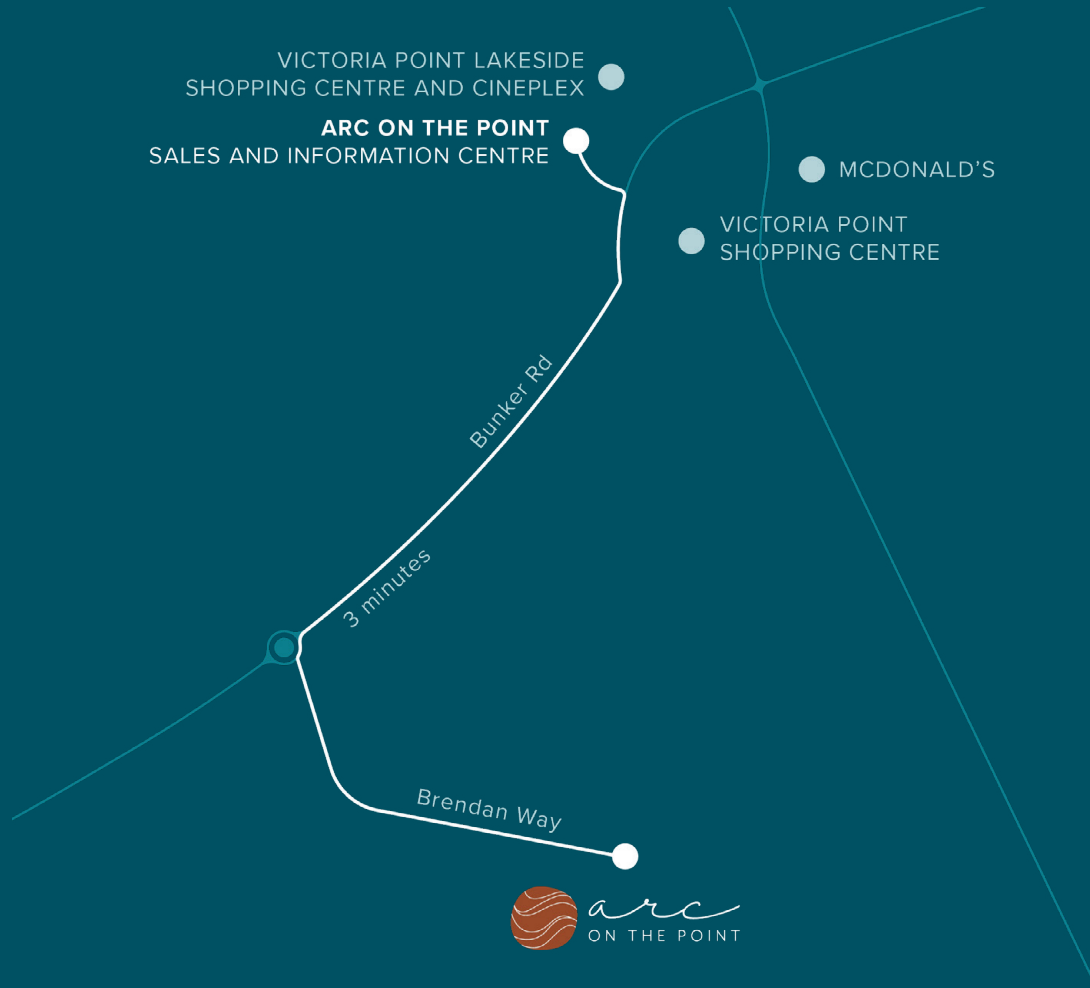 VICTORIA POINT LAKESIDE
SHOPPING CENTRE AND CINEPLEX
ARC ON THE POINT
SALES AND INFORMATION CENTRE
MCDONALD’S
VICTORIA POINT
SHOPPING CENTRE
Bunker Rd
3 minutes
Brendan Way
arc
ON THE POINT